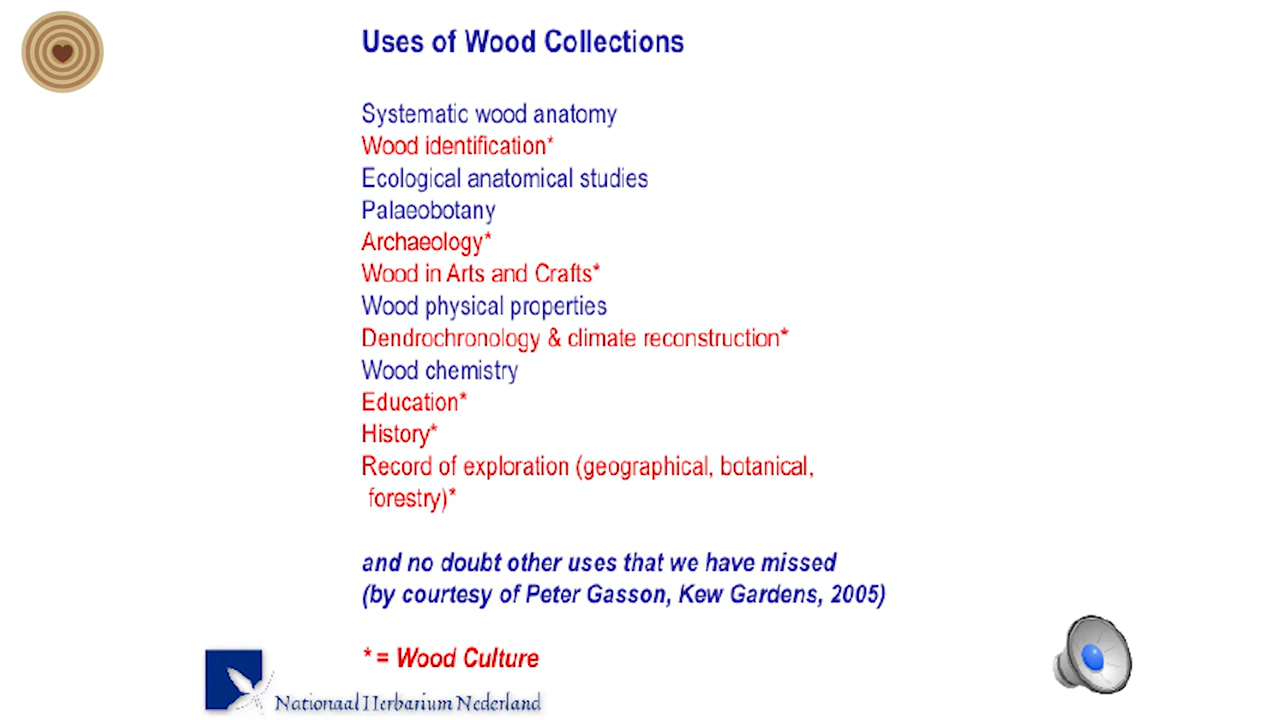 Uses of Wood Collections
Systematic wood anatomy
Wood identification*
Ecological anatomical studies
Palaeobotany
Archaeology*
Wood in Arts and Crafts*
Wood physical properties
Dendrochronology & climate reconstruction*
Wood chemistry
Education*
History*
Record of exploration (geographical, botanical,
forestry)*
and no doubt other uses that we have missed
(by courtesy of Peter Gasson, Kew Gardens, 2005)
* = Wood Culture
Nationaal Herbarium Nederland